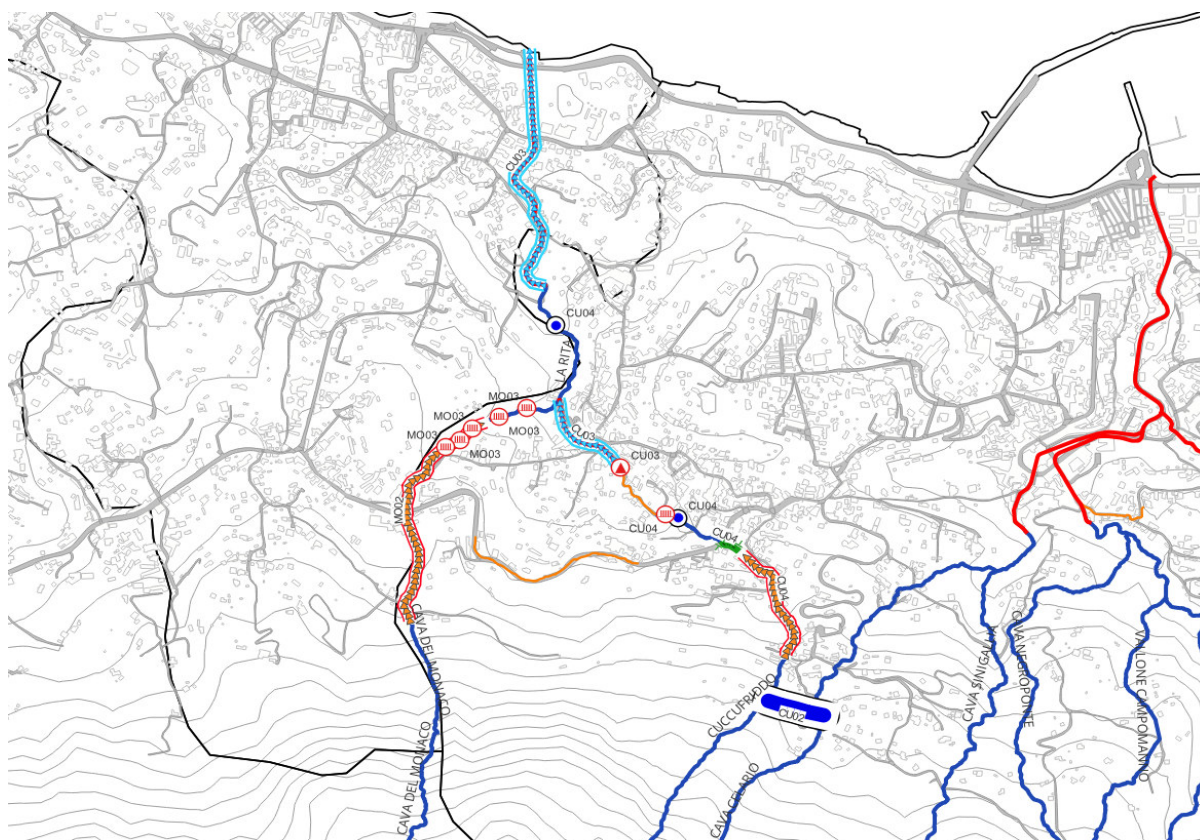 CU03
CU04
LA RITA
MO03
MO03
MO03
MO03
MO03
CU03
CU03
CU04
CU04
MO02
CU04
CU04
CAVA DEL MONACO
CAVA DEL MONACO
CUCCUFRIDDO
CU02
CAVA CELARIO
CAVA SINIGALLIA
CAVA NEGROPONTE
VALLONE CAMPOMANNO